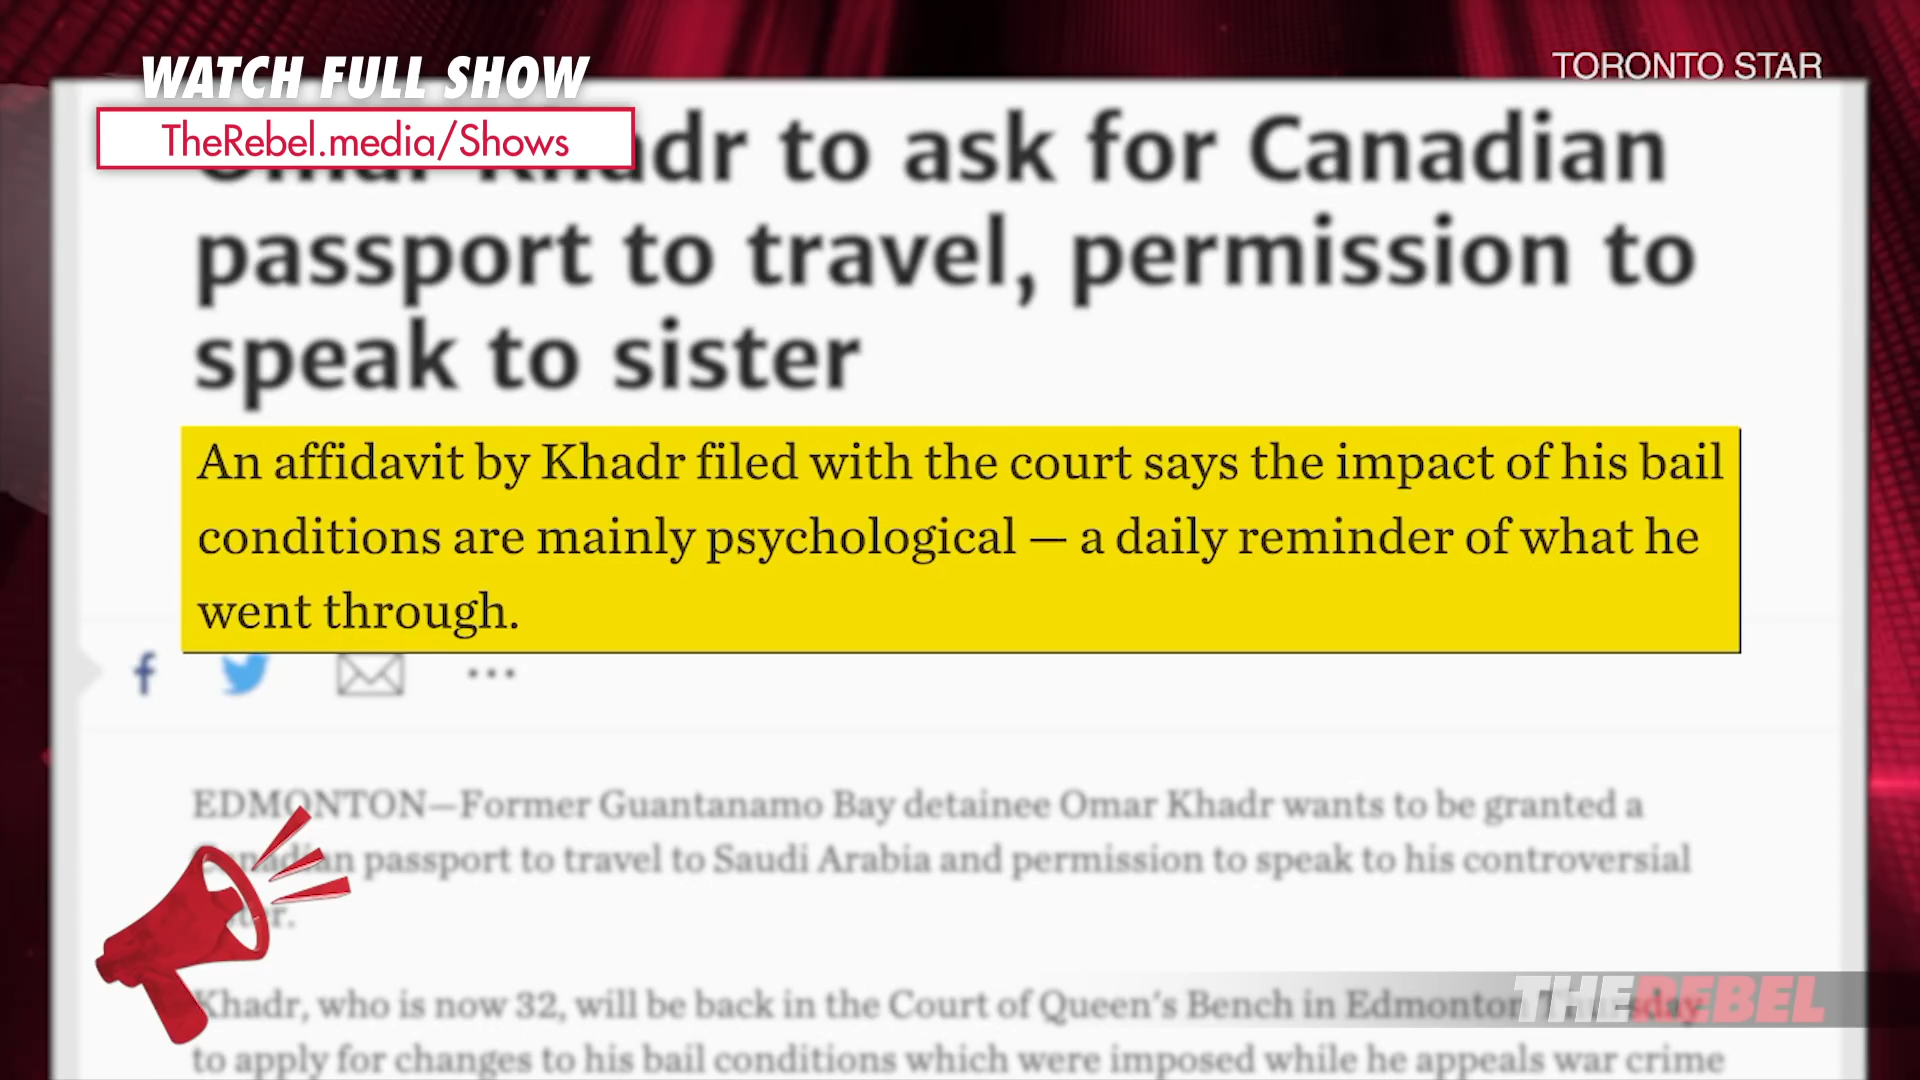 WATCH FULL SHOW
TheRebel.media/Shows
TORONTO STAR
Omar Khadr to ask for Canadian
passport to travel, permission to
speak to sister
An affidavit by Khadr filed with the court says the impact of his bail
conditions are mainly psychological — a daily reminder of what he
went through.
EDMONTON—Former Guantanamo Bay detainee Omar Khadr wants to be granted a
Canadian passport to travel to Saudi Arabia and permission to speak to his controversial
sister.
Khadr, who is now 32, will be back in the Court of Queen's Bench in Edmonton Thursday
to apply for changes to his bail conditions which were imposed while he appeals war crime
THE REBEL